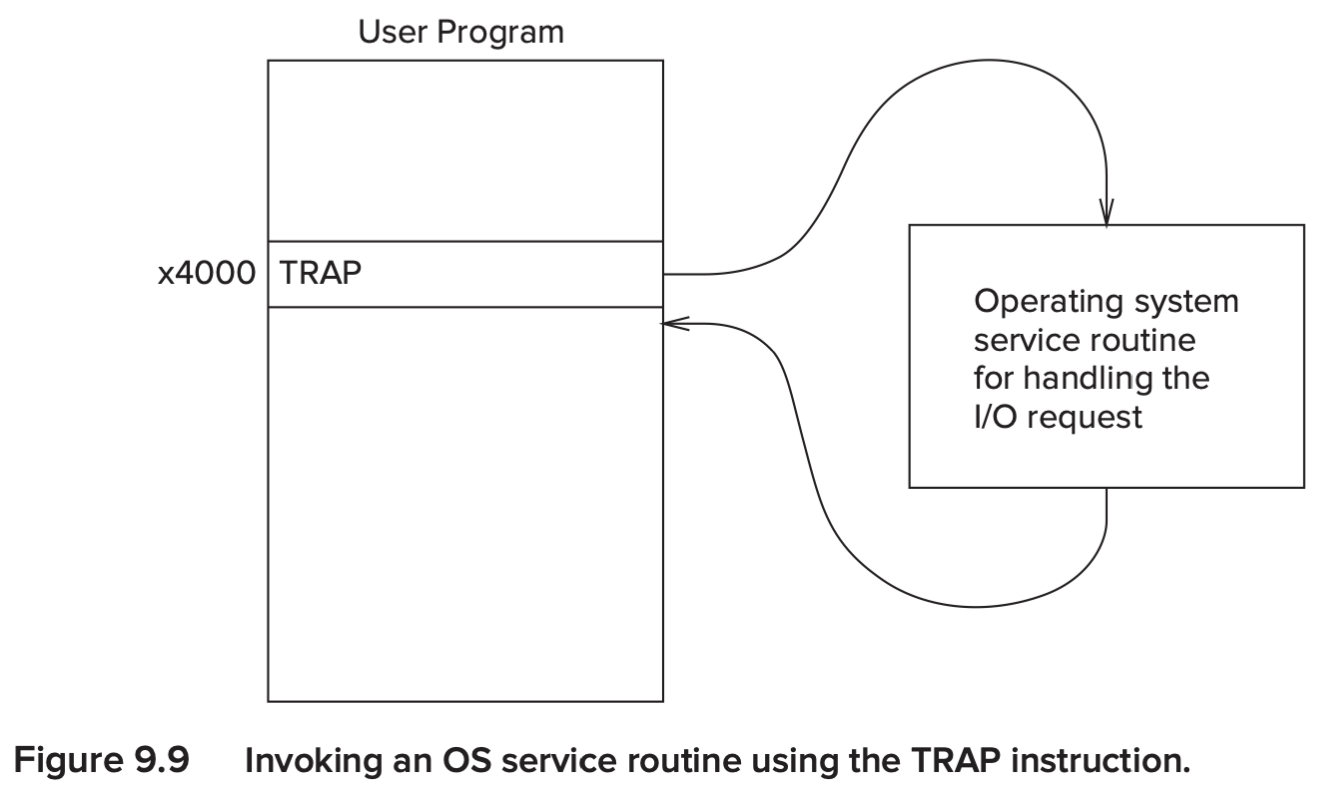 User Program
x4000
TRAP
Operating system
service routine
for handling the
I/O request
Figure 9.9 Invoking an OS service routine using the TRAP instruction.